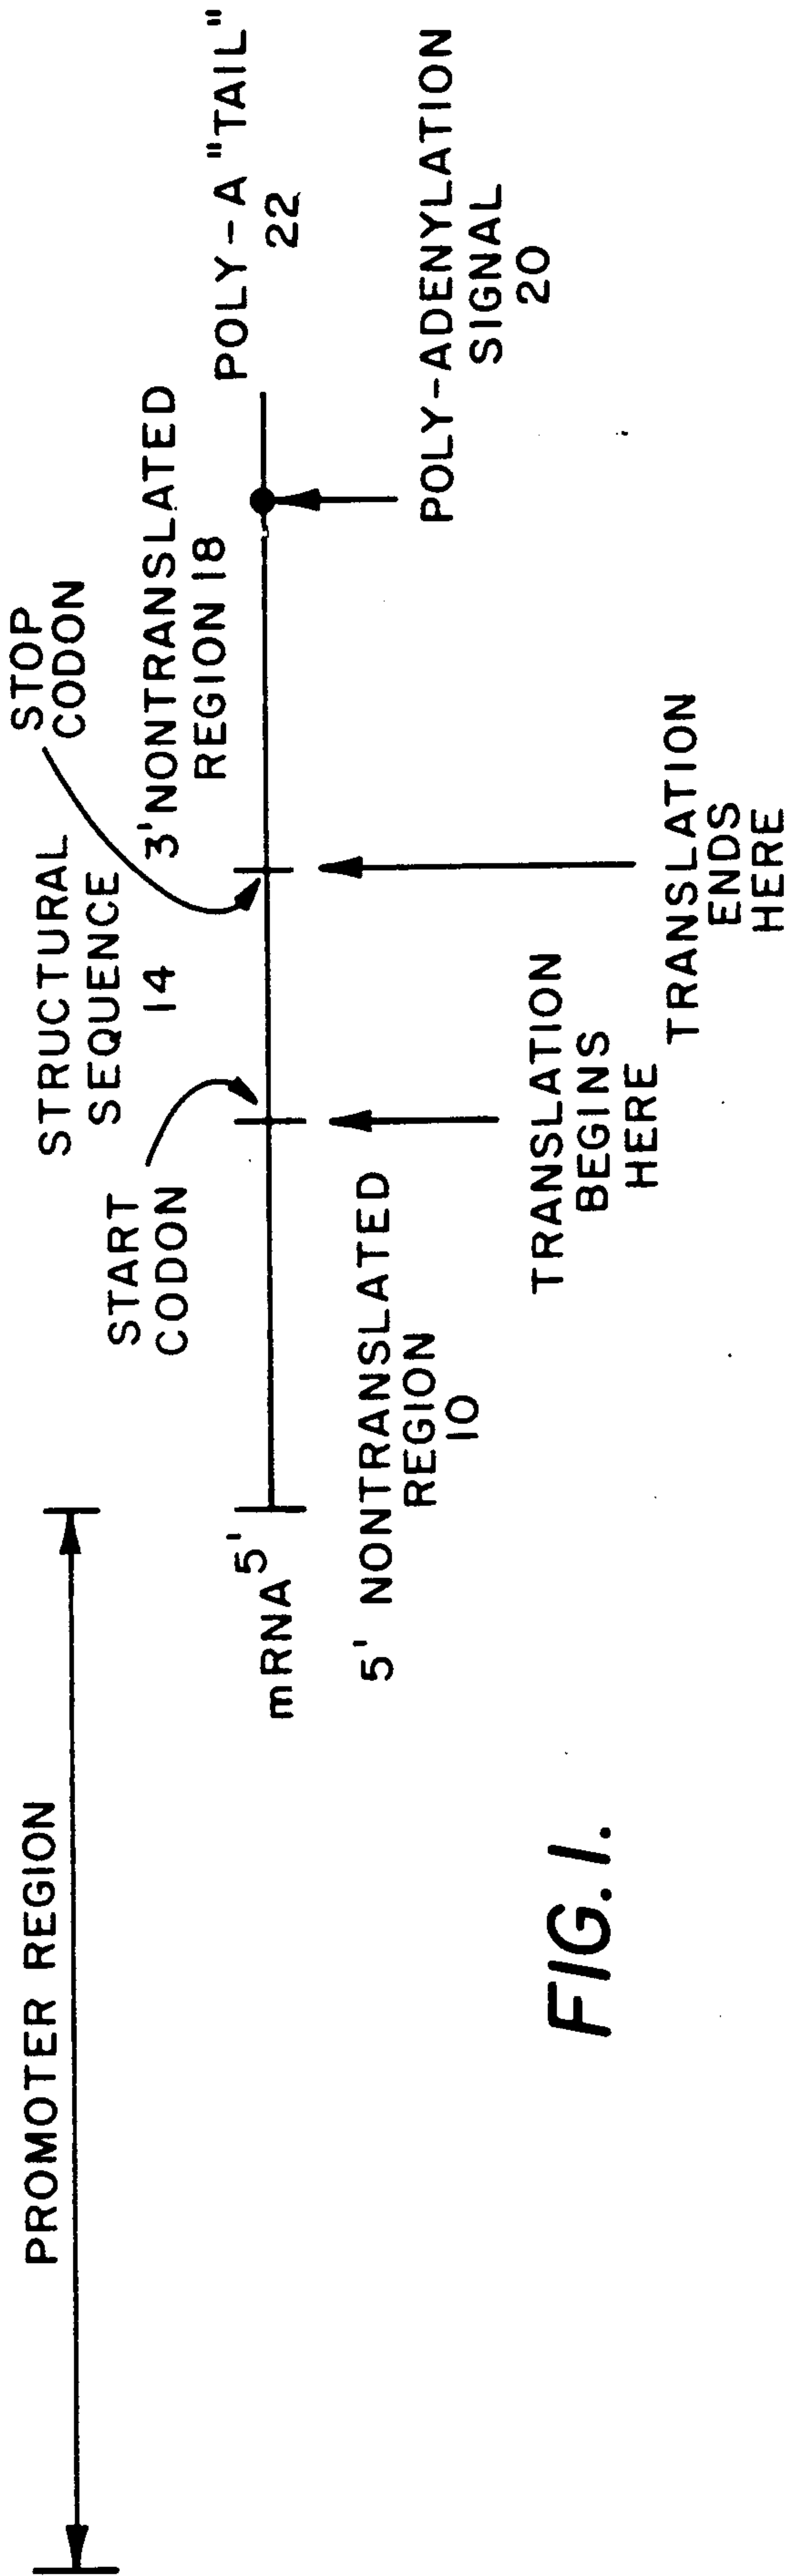 PROMOTER REGION
mRNA 5'
5' NONTRANSLATED
REGION
10
START
CODON
STRUCTURAL
SEQUENCE
14
STOP
CODON
3' NONTRANSLATED
REGION 18
POLY-A "TAIL"
22
POLY-ADENYLATION
SIGNAL
20
TRANSLATION
BEGINS
HERE
TRANSLATION
ENDS
HERE
FIG. 1.